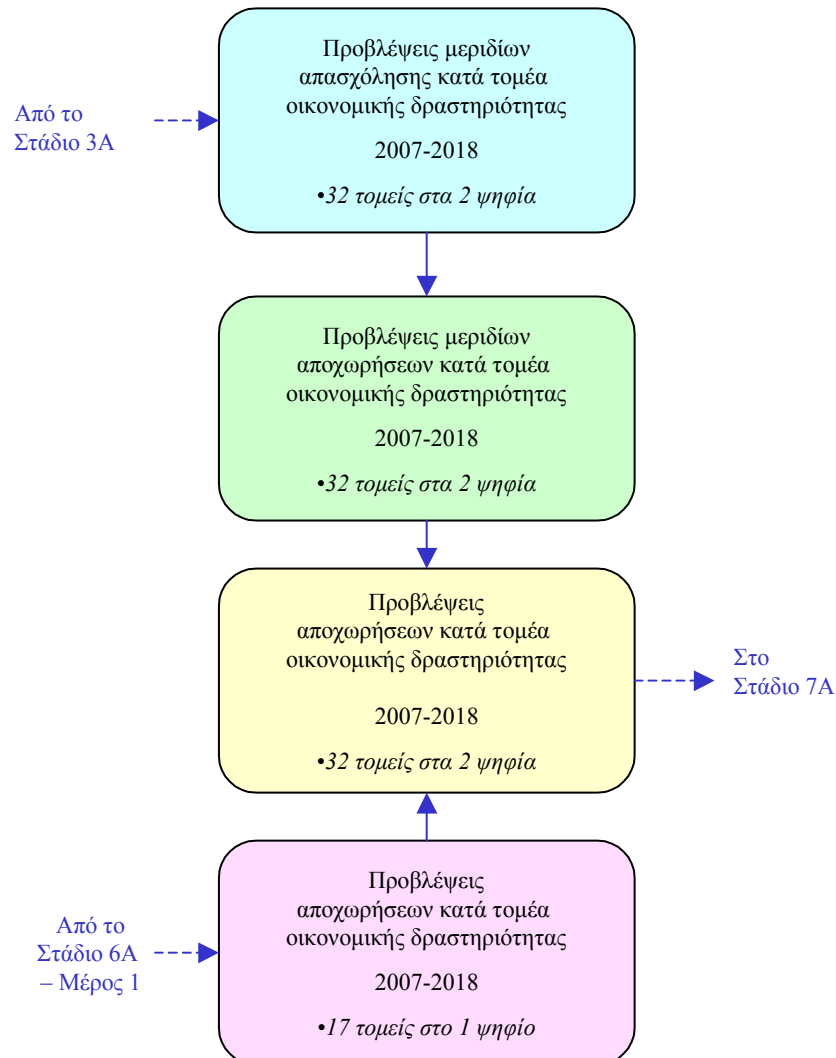 Προβλέψεις μεριδίων
απασχόλησης κατά τομέα
οικονομικής δραστηριότητας
2007-2018
•32 τομείς στα 2 ψηφία
Από το
Στάδιο 3Α
Προβλέψεις μεριδίων
αποχωρήσεων κατά τομέα
οικονομικής δραστηριότητας
2007-2018
•32 τομείς στα 2 ψηφία
Προβλέψεις
αποχωρήσεων κατά τομέα
οικονομικής δραστηριότητας
2007-2018
•32 τομείς στα 2 ψηφία
Στο
Στάδιο 7Α
Προβλέψεις
αποχωρήσεων κατά τομέα
οικονομικής δραστηριότητας
2007-2018
•17 τομείς στο 1 ψηφίο
Από το
Στάδιο 6Α
– Μέρος 1